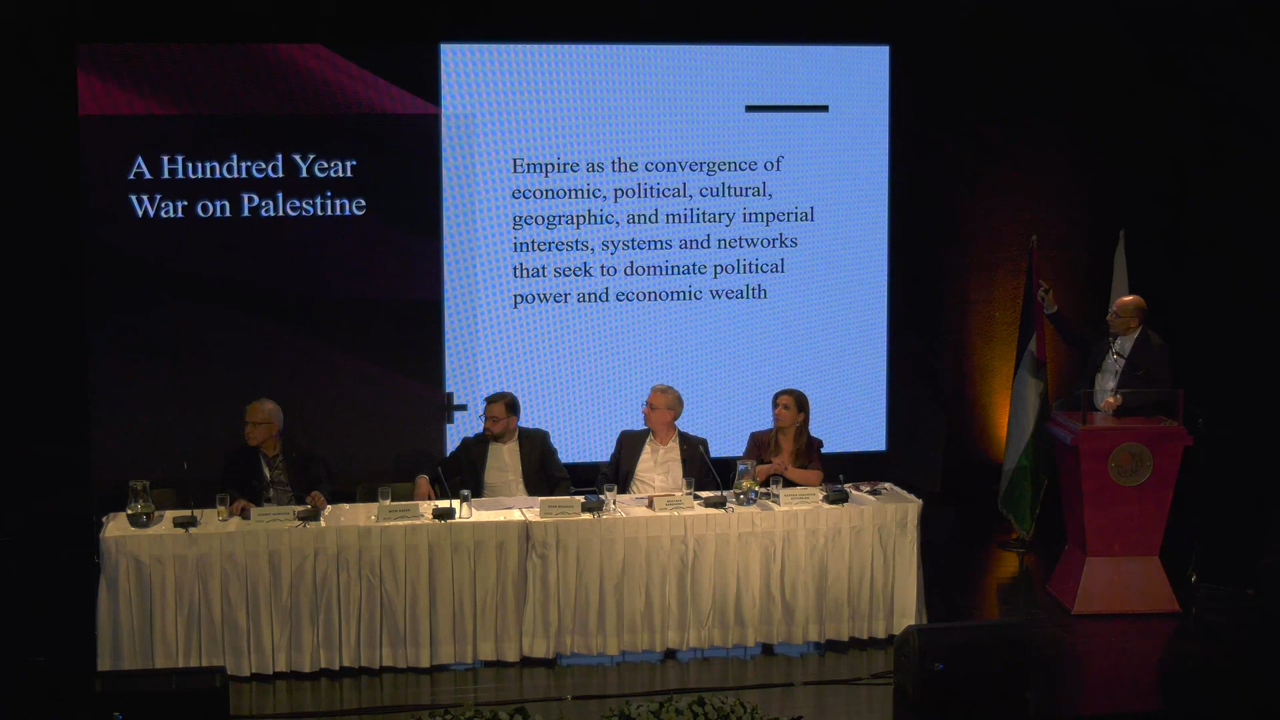 A Hundred Year
War on Palestine
Empire as the convergence of
economic, political, cultural,
geographic, and military imperial
interests, systems and networks
that seek to dominate political
power and economic wealth